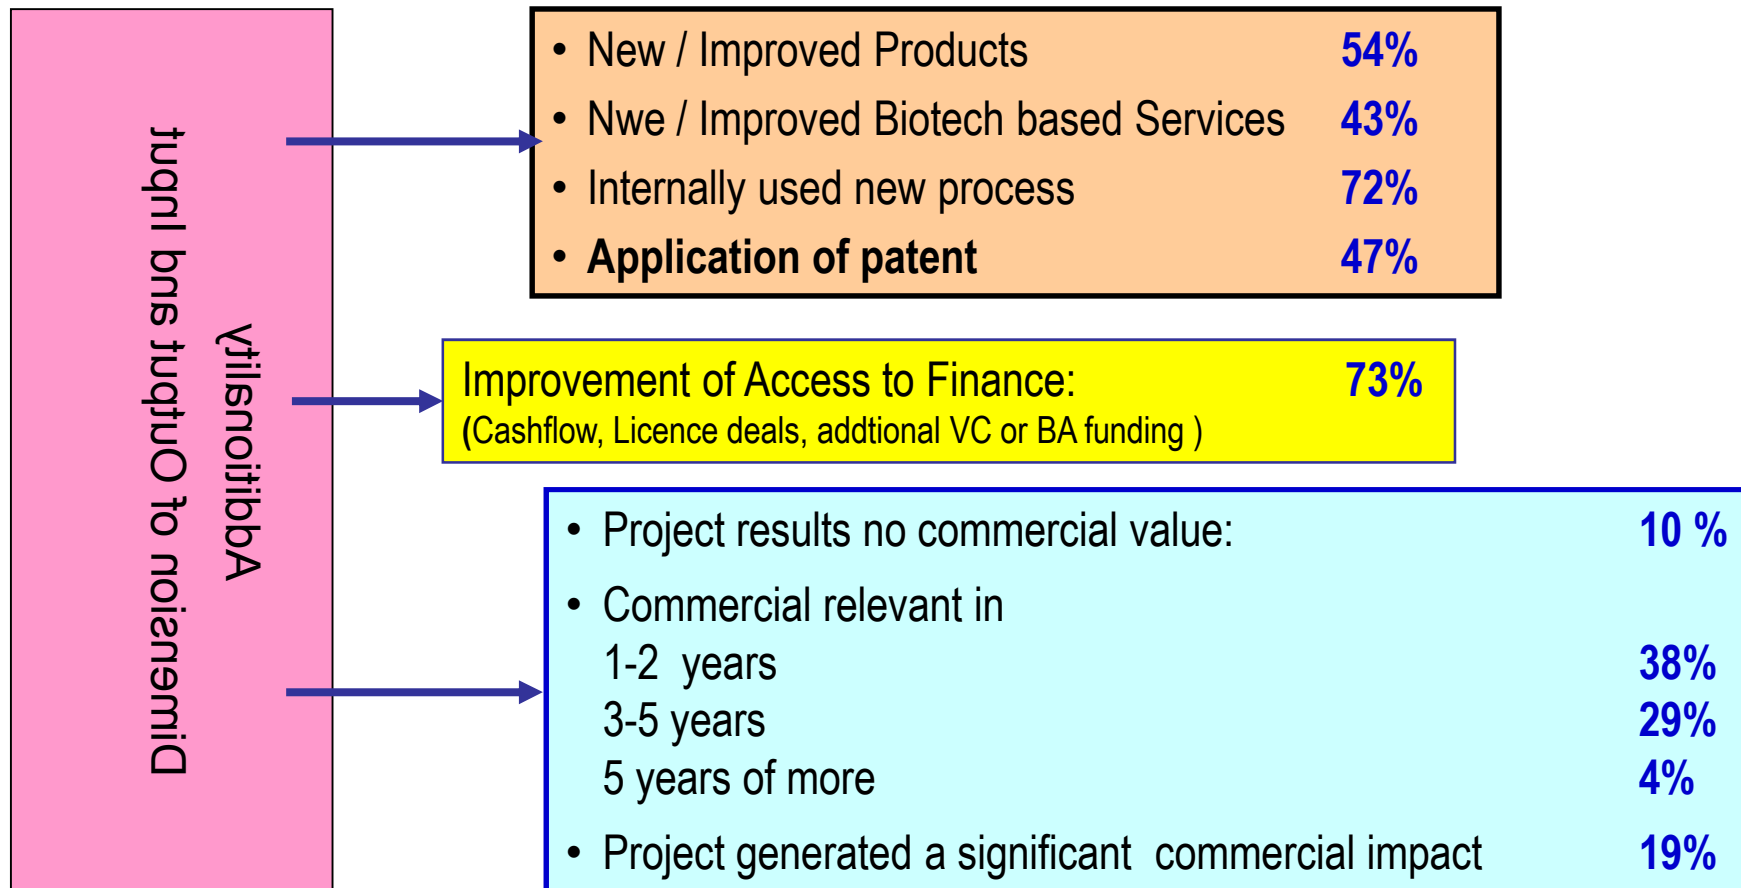 Dimension of Output and Input
Additionality
• New / Improved Products 54%
• Nwe / Improved Biotech based Services 43%
• Internally used new process 72%
• Application of patent 47%
Improvement of Access to Finance: 73%
(Cashflow, Licence deals, addtional VC or BA funding )
• Project results no commercial value: 10 %
• Commercial relevant in
1-2 years 38%
3-5 years 29%
5 years of more 4%
• Project generated a significant commercial impact 19%